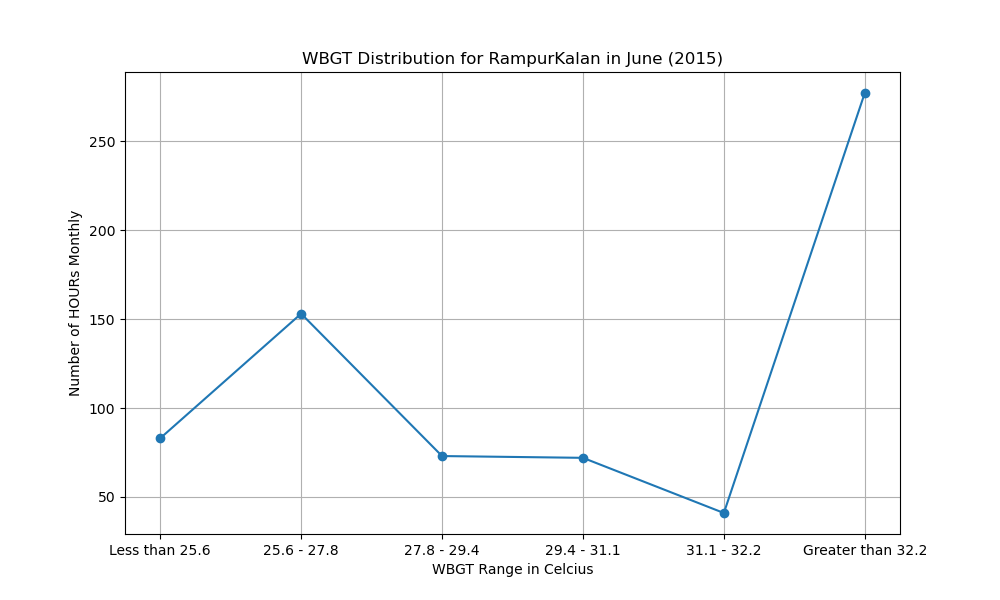 WBGT Distribution for RampurKalan in June (2015)
Number of HOURs Monthly
250
200
150
100
50
Less than 25.6
25.6 - 27.8
27.8 - 29.4
29.4 - 31.1
31.1 - 32.2
Greater than 32.2
WBGT Range in Celcius